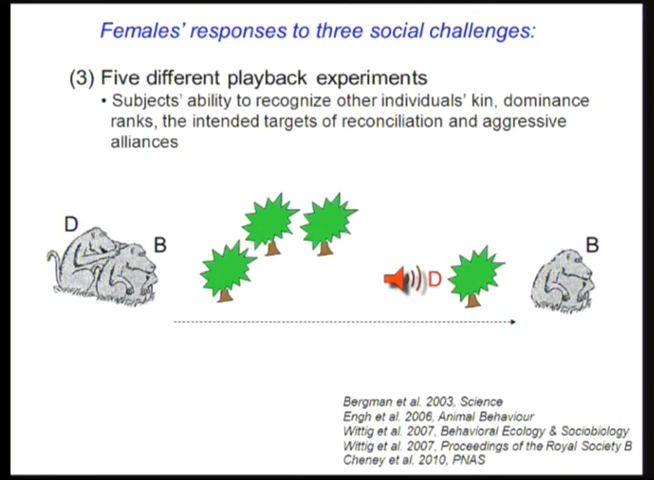 Females' responses to three social challenges:
(3) Five different playback experiments
• Subjects' ability to recognize other individuals' kin, dominance
ranks, the intended targets of reconciliation and aggressive
alliances
D
B
D
B
Bergman et al. 2003, Science
Engh et al. 2006, Animal Behaviour
Wittig et al. 2007, Behavioral Ecology & Sociobiology
Wittig et al. 2007, Proceedings of the Royal Society B
Cheney et al. 2010, PNAS